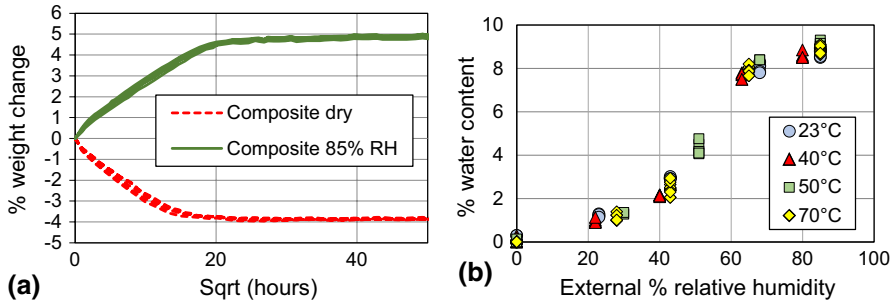 6
5
4
3
2
1
0
-1
-2
-3
-4
-5
% weight change
Composite dry
Composite 85% RH
0
20
40
Sqrt (hours)
(a)
10
8
6
4
2
0
% water content
23°C
40°C
50°C
70°C
0
20
40
60
80
100
External % relative humidity
(b)